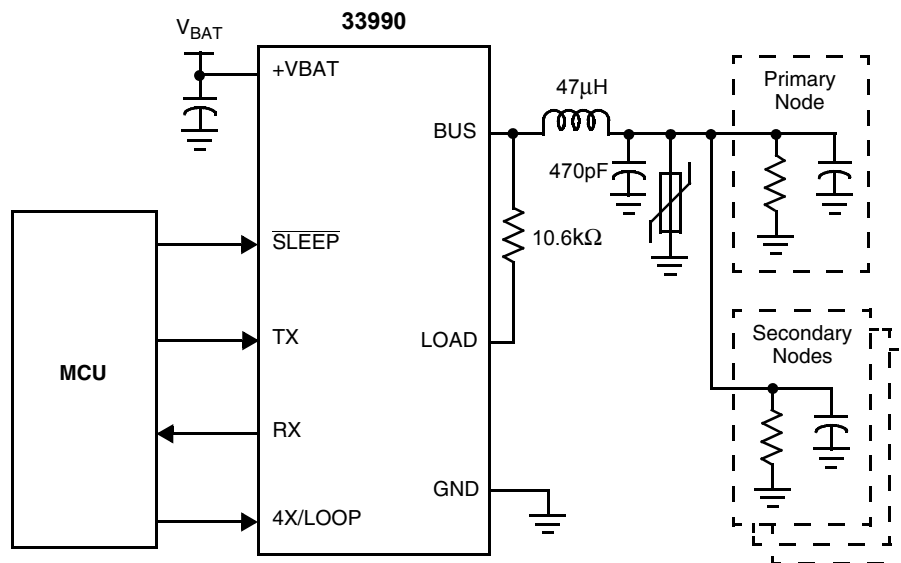 33990
V_BAT
+VBAT
BUS
47μH
470pF
10.6kΩ
SLEEP
TX
LOAD
RX
GND
4X/LOOP
MCU
Primary
Node
Secondary
Nodes